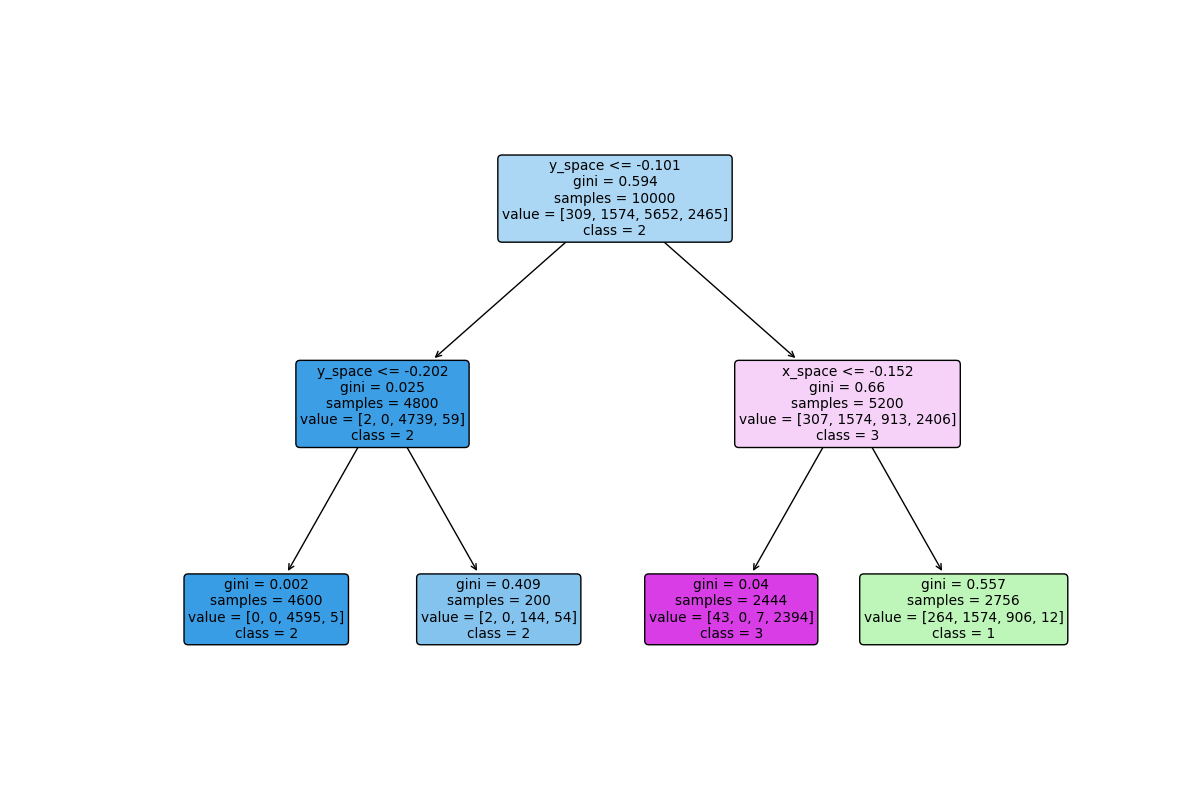 y_space <= -0.101
gini = 0.594
samples = 10000
value = [309, 1574, 5652, 2465]
class = 2
y_space <= -0.202
gini = 0.025
samples = 4800
value = [2, 0, 4739, 59]
class = 2
x_space <= -0.152
gini = 0.66
samples = 5200
value = [307, 1574, 913, 2406]
class = 3
gini = 0.002
samples = 4600
value = [0, 0, 4595, 5]
class = 2
gini = 0.409
samples = 200
value = [2, 0, 144, 54]
class = 2
gini = 0.04
samples = 2444
value = [43, 0, 7, 2394]
class = 3
gini = 0.557
samples = 2756
value = [264, 1574, 906, 12]
class = 1